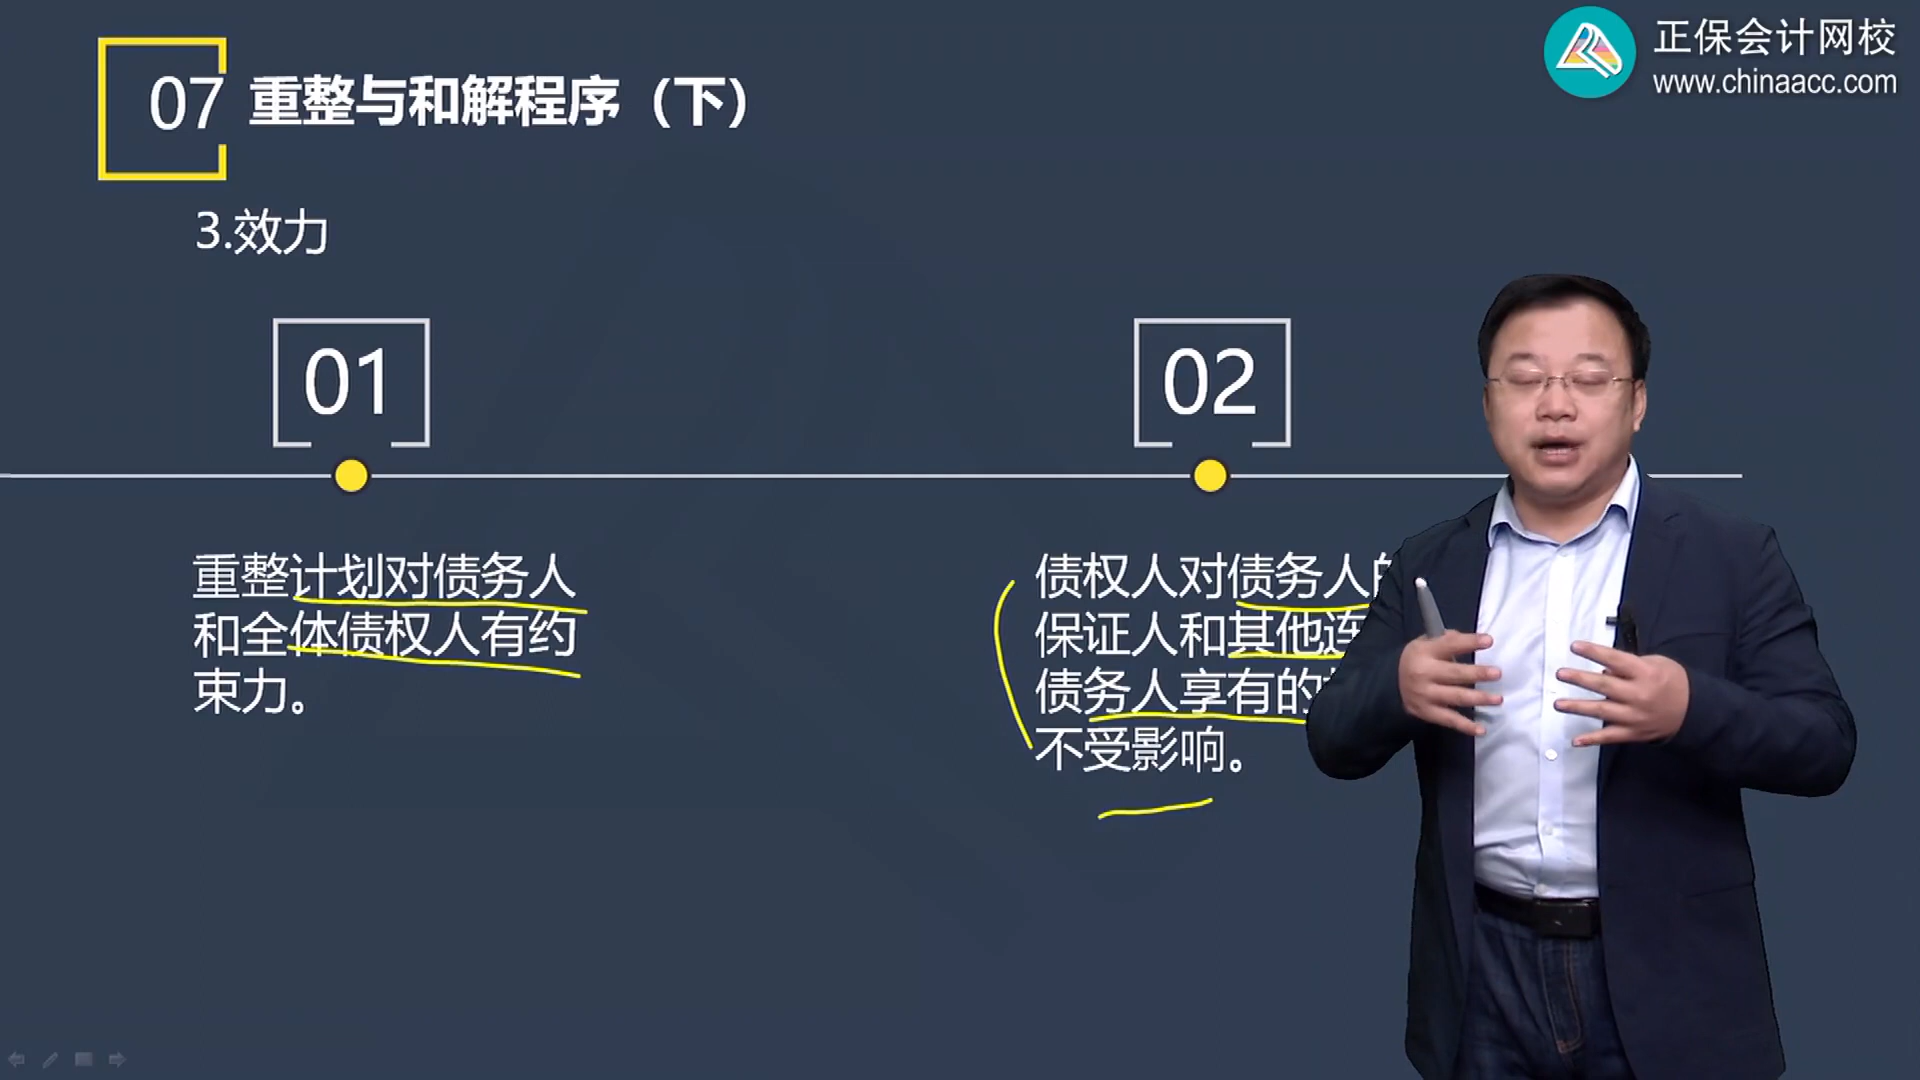 正保会计网校
www.chinaacc.com
07 重整与和解程序（下）
3.效力
01
重整计划对债务人
和全体债权人有约
束力。
02
债权人对债务人
保证人和其他连
债务人享有的
不受影响。